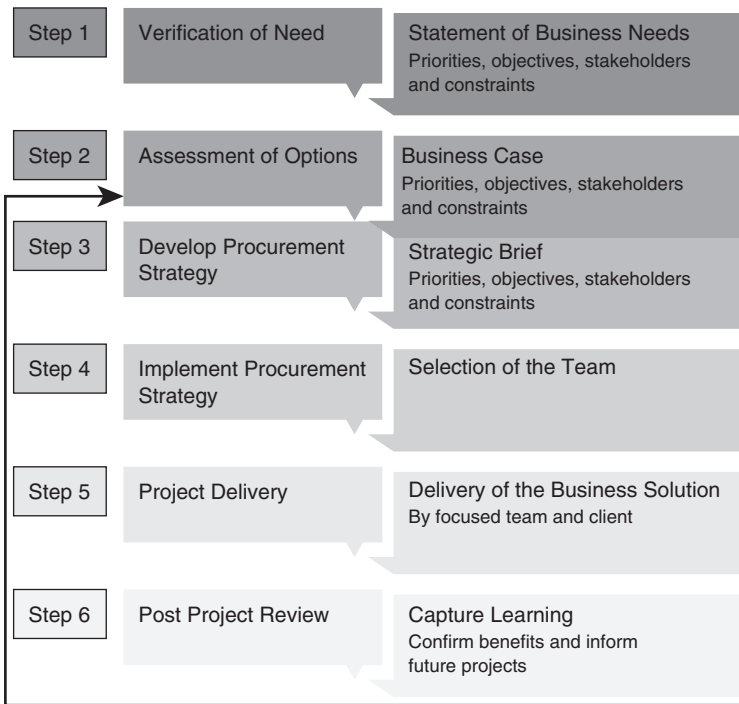 Step 1
Verification of Need
Statement of Business Needs
Priorities, objectives, stakeholders
and constraints
Step 2
Assessment of Options
Business Case
Priorities, objectives, stakeholders
and constraints
Step 3
Develop Procurement
Strategy
Strategic Brief
Priorities, objectives, stakeholders
and constraints
Step 4
Implement Procurement
Strategy
Selection of the Team
Step 5
Project Delivery
Delivery of the Business Solution
By focused team and client
Step 6
Post Project Review
Capture Learning
Confirm benefits and inform
future projects